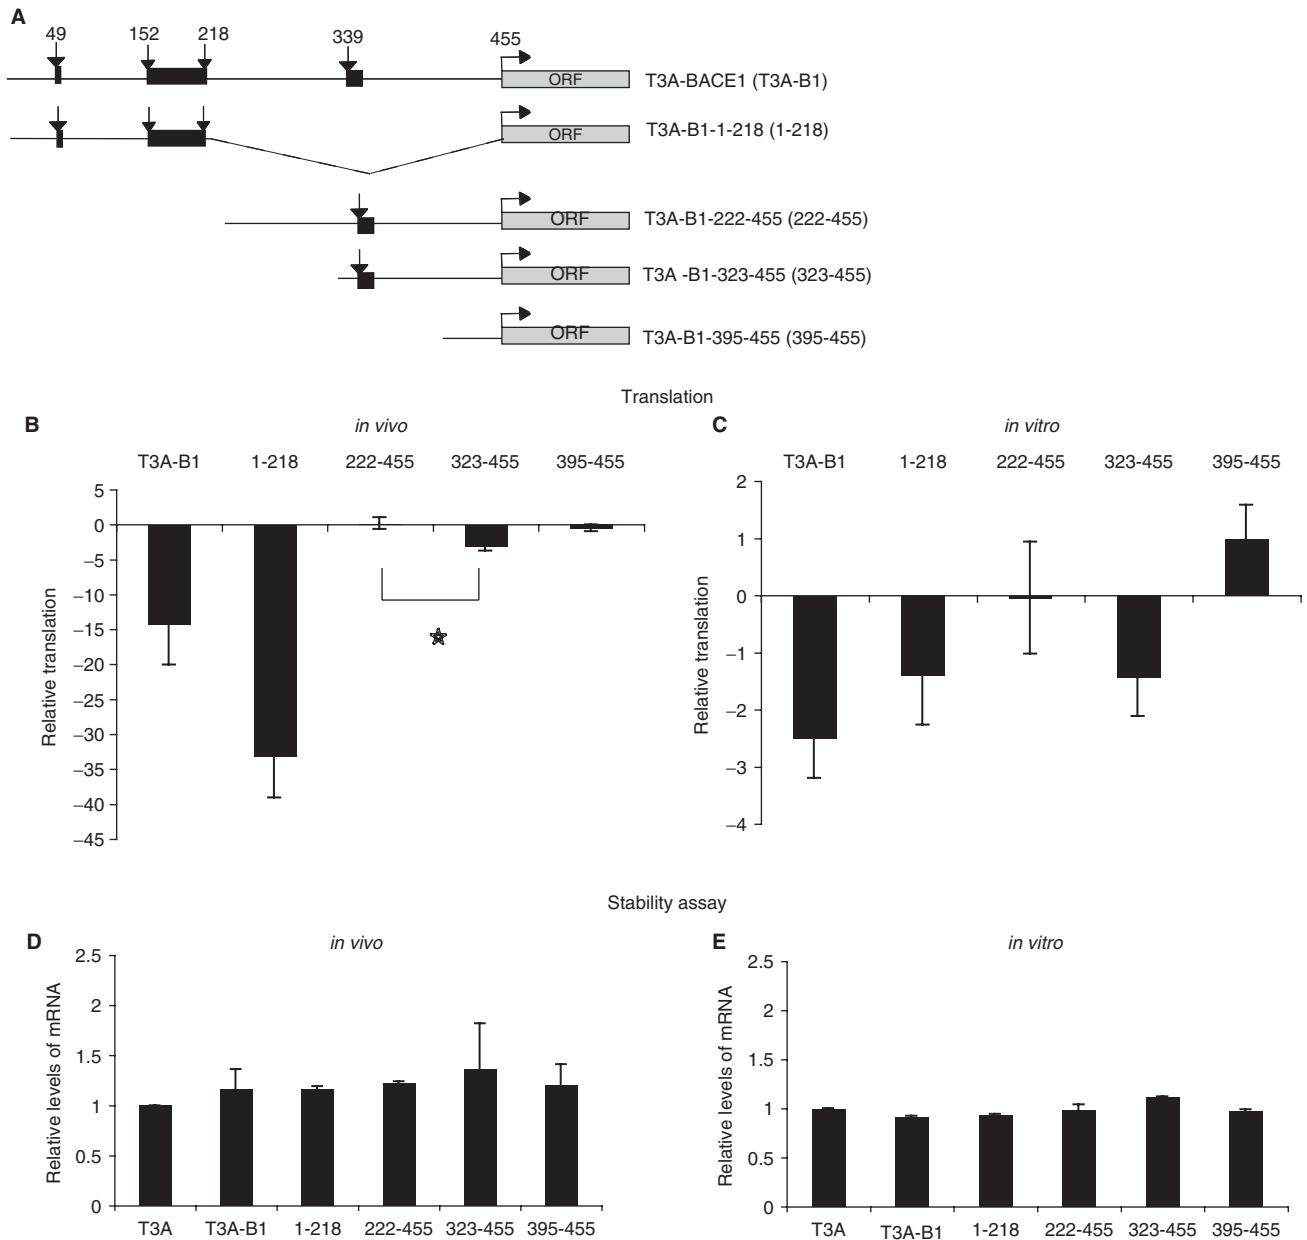 A
49 152 218 339 455
ORF T3A-BACE1 (T3A-B1)
ORF T3A-B1-1-218 (1-218)
ORF T3A-B1-222-455 (222-455)
ORF T3A -B1-323-455 (323-455)
ORF T3A-B1-395-455 (395-455)
Translation
B in vivo
T3A-B1 1-218 222-455 323-455 395-455
5
0
−5
−10
−15
−20
−25
−30
−35
−40
−45
Relative translation
C in vitro
T3A-B1 1-218 222-455 323-455 395-455
2
1
0
−1
−2
−3
−4
Relative translation
Stability assay
D in vivo
2.5
2
1.5
1
0.5
0
Relative levels of mRNA
T3A T3A-B1 1-218 222-455 323-455 395-455
E in vitro
2.5
2
1.5
1
0.5
0
Relative levels of mRNA
T3A T3A-B1 1-218 222-455 323-455 395-455